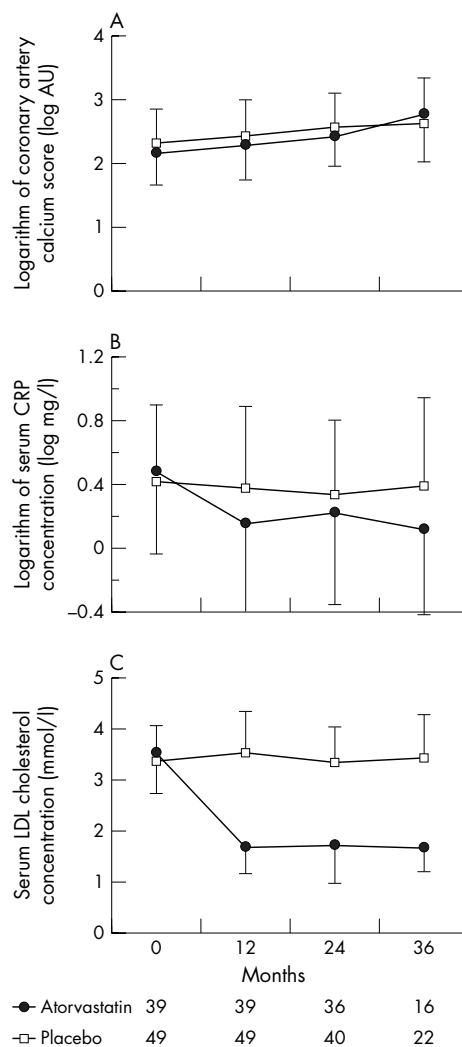 A
Logarithm of coronary artery
calcium score (log AU)
4
3
2
1
0
B
Logarithm of serum CRP
concentration (log mg/l)
1.2
0.8
0.4
0
–0.4
C
Serum LDL cholesterol
concentration (mmol/l)
5
4
3
2
1
0
0 12 24 36
Months
Atorvastatin 39 39 36 16
Placebo 49 49 40 22